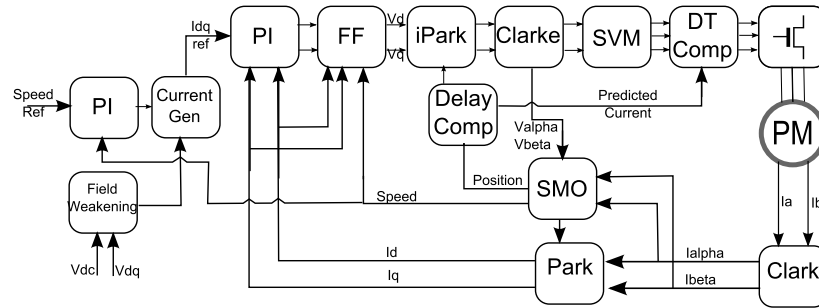 Idq
ref
PI
FF
Vd
Vq
iPark
Clarke
SVM
DT
Comp
Speed
Ref
PI
Current
Gen
Delay
Comp
Predicted
Current
Valpha
Vbeta
PM
Field
Weakening
Position
SMO
Speed
Ia
Ib
Vdc
Vdq
Id
Iq
Park
Ialpha
Ibeta
Clark